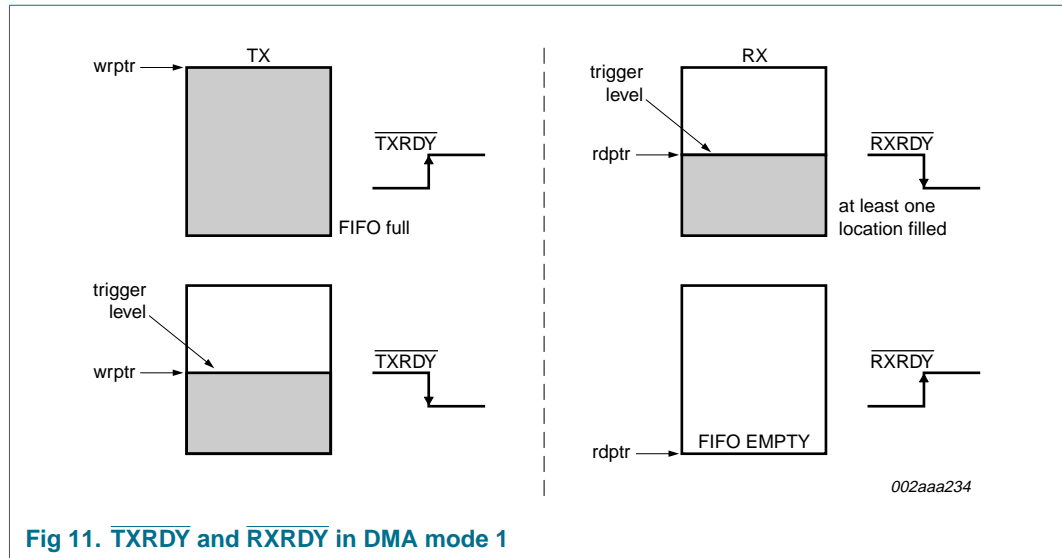 TX
wrptr
TXRDY
FIFO full
trigger
level
wrptr
TXRDY
RX
trigger
level
rdptr
RXRDY
at least one
location filled
RXRDY
FIFO EMPTY
rdptr
002aaa234
Fig 11. TXRDY and RXRDY in DMA mode 1